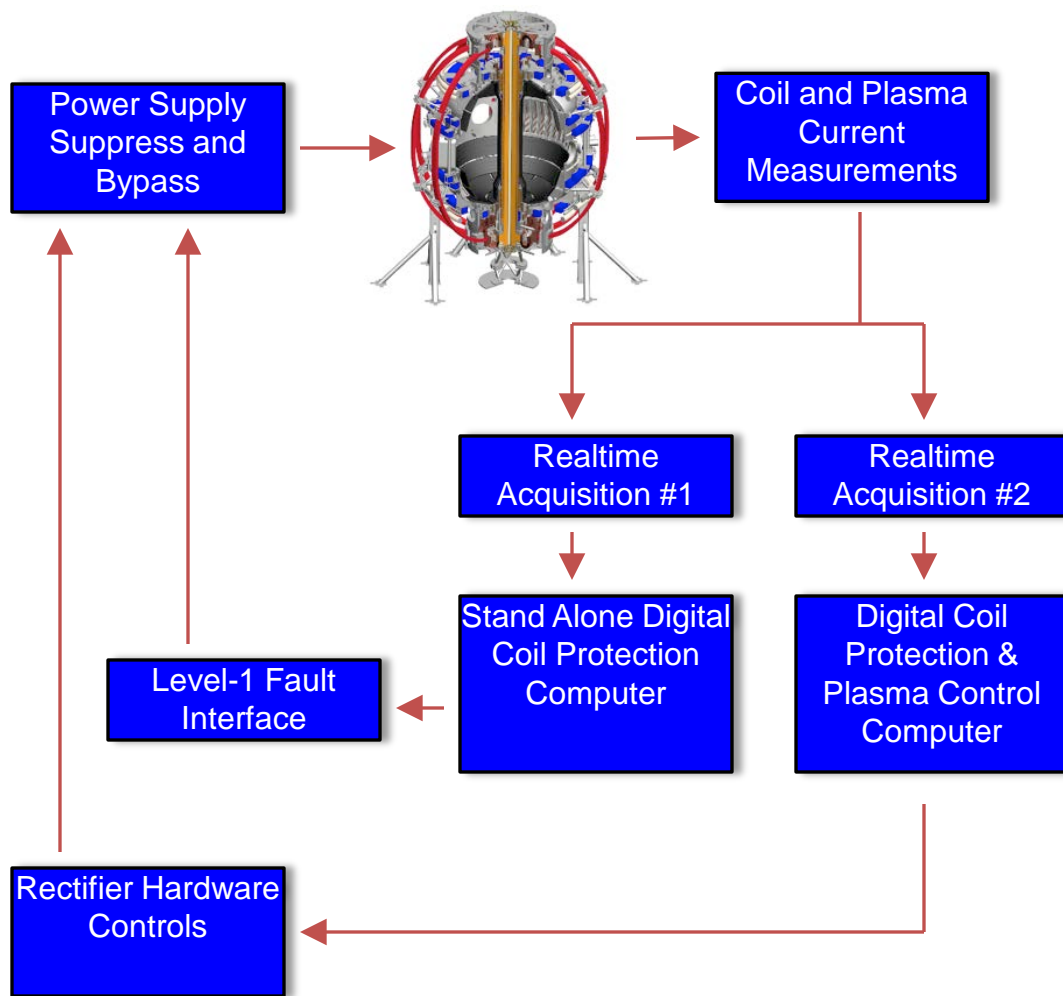 Power Supply
Suppress and
Bypass
Coil and Plasma
Current
Measurements
Realtime
Acquisition #1
Realtime
Acquisition #2
Stand Alone Digital
Coil Protection
Computer
Digital Coil
Protection &
Plasma Control
Computer
Level-1 Fault
Interface
Rectifier Hardware
Controls